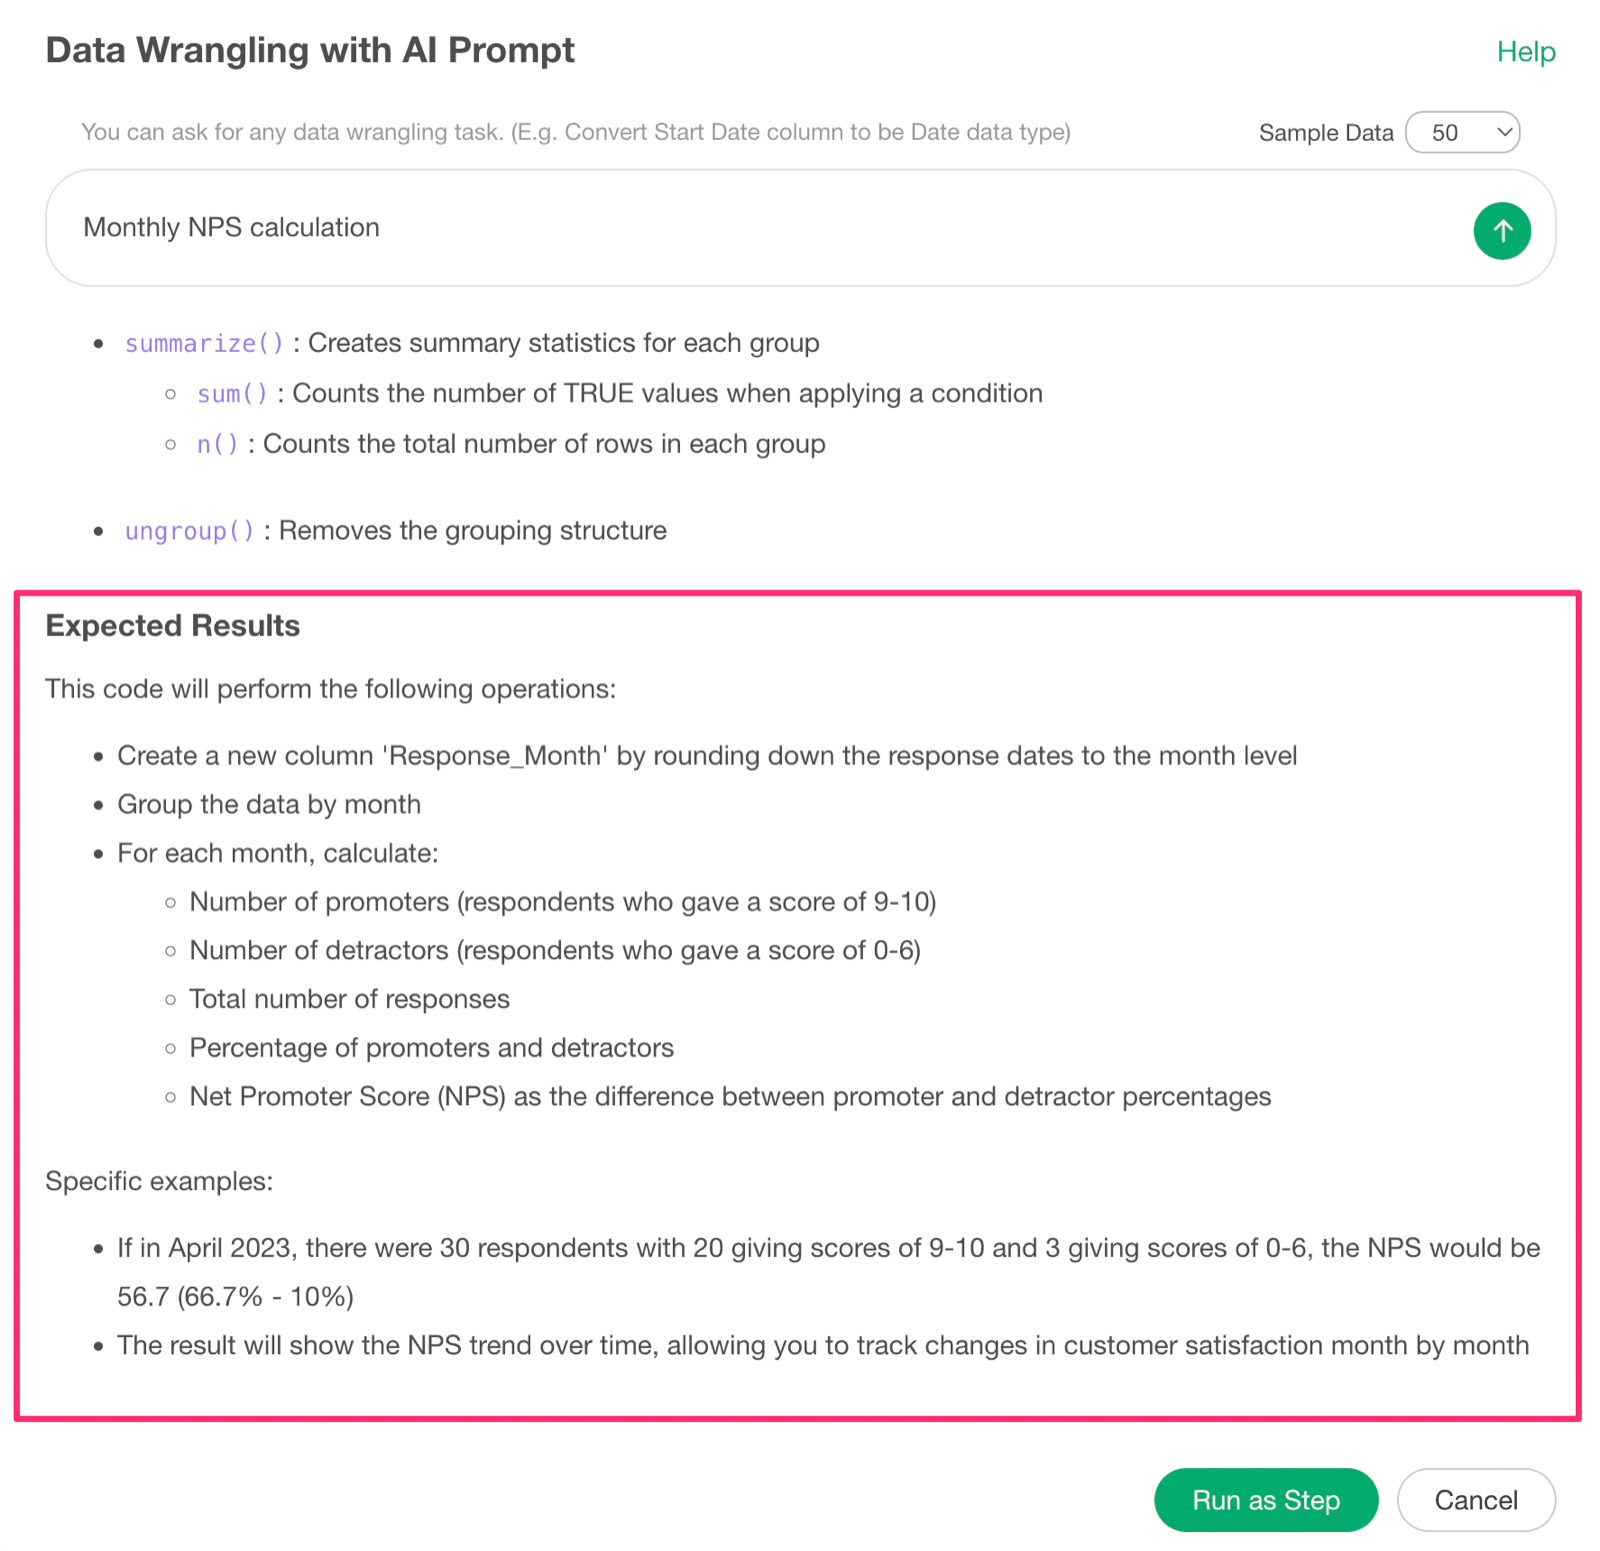 Data Wrangling with AI Prompt
Help
You can ask for any data wrangling task. (E.g. Convert Start Date column to be Date data type)
Sample Data 50
Monthly NPS calculation
• summarize() : Creates summary statistics for each group
◦ sum() : Counts the number of TRUE values when applying a condition
◦ n() : Counts the total number of rows in each group
• ungroup() : Removes the grouping structure
Expected Results
This code will perform the following operations:
• Create a new column 'Response_Month' by rounding down the response dates to the month level
• Group the data by month
• For each month, calculate:
◦ Number of promoters (respondents who gave a score of 9-10)
◦ Number of detractors (respondents who gave a score of 0-6)
◦ Total number of responses
◦ Percentage of promoters and detractors
◦ Net Promoter Score (NPS) as the difference between promoter and detractor percentages
Specific examples:
• If in April 2023, there were 30 respondents with 20 giving scores of 9-10 and 3 giving scores of 0-6, the NPS would be
56.7 (66.7% - 10%)
• The result will show the NPS trend over time, allowing you to track changes in customer satisfaction month by month
Run as Step
Cancel